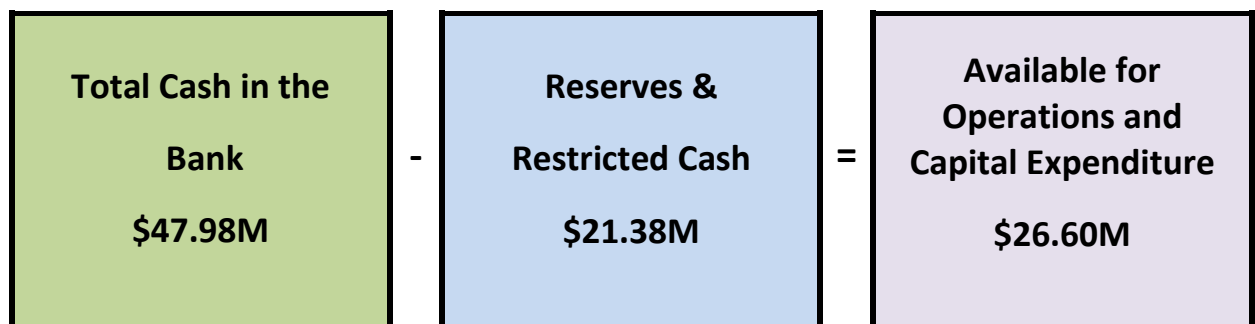 Total Cash in the
Bank
$47.98M
-
Reserves &
Restricted Cash
$21.38M
=
Available for
Operations and
Capital Expenditure
$26.60M